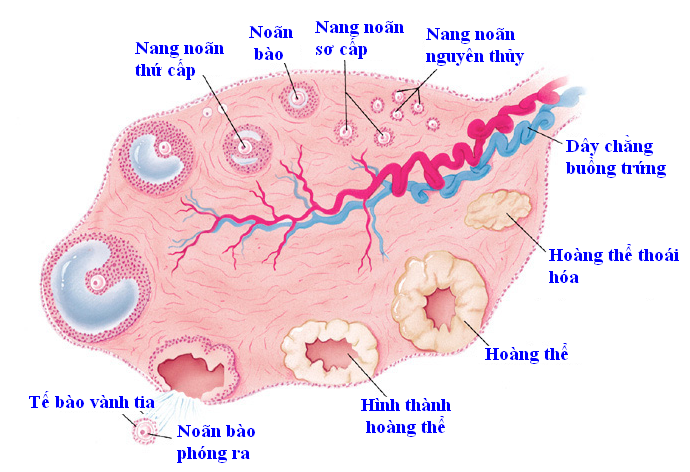 Nang noãn
thứ cấp
Noãn
bào
Nang noãn
sơ cấp
Nang noãn
nguyên thủy
Dây chằng
buồng trứng
Hoàng thể thoái
hóa
Hoàng thể
Hình thành
hoàng thể
Tế bào vành tia
Noãn bào
phóng ra